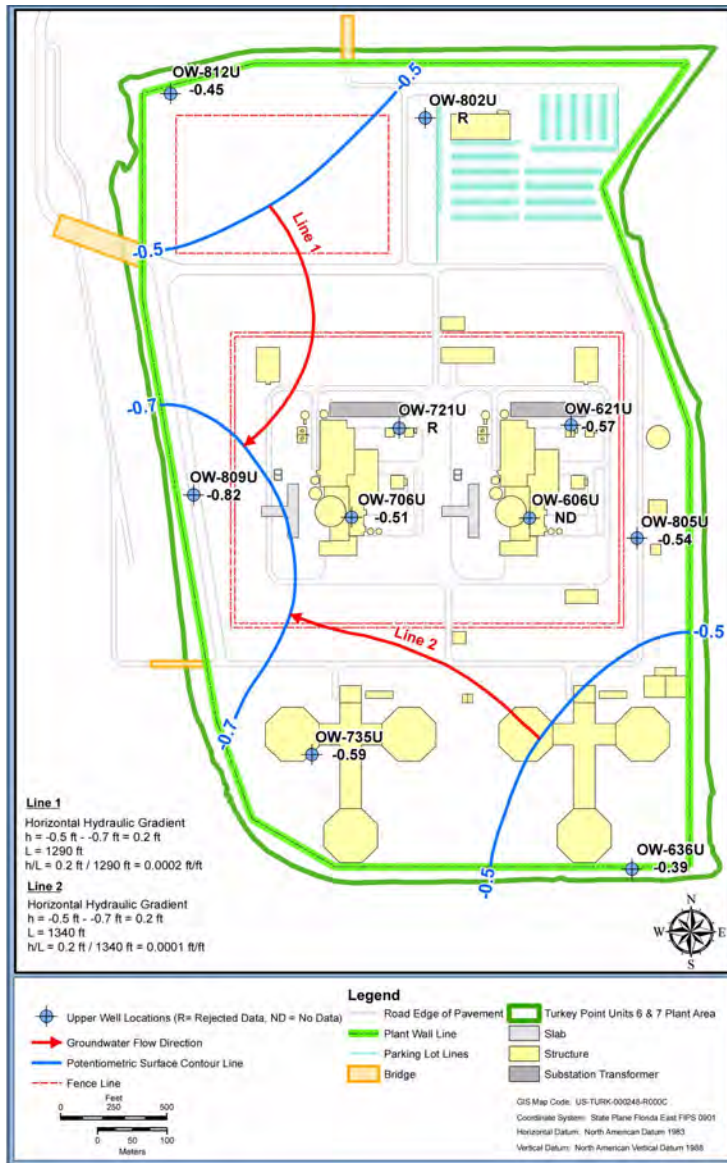 -0.5
OW-812U
-0.45
OW-802U
R
Line 1
-0.5
-0.7
OW-721U
R
OW-621U
-0.57
OW-809U
-0.82
OW-706U
-0.51
OW-606U
ND
OW-805U
-0.54
Line 2
-0.5
-0.7
OW-735U
-0.59
-0.5
OW-636U
-0.39
Line 1
Horizontal Hydraulic Gradient
h = -0.5 ft - -0.7 ft = 0.2 ft
L = 1290 ft
h/L = 0.2 ft / 1290 ft = 0.0002 ft/ft
Line 2
Horizontal Hydraulic Gradient
h = -0.5 ft - -0.7 ft = 0.2 ft
L = 1340 ft
h/L = 0.2 ft / 1340 ft = 0.0001 ft/ft
N
W E
S
Legend
Upper Well Locations (R= Rejected Data, ND = No Data)
Groundwater Flow Direction
Potentiometric Surface Contour Line
Fence Line
Road Edge of Pavement
Plant Wall Line
Parking Lot Lines
Bridge
Turkey Point Units 6 & 7 Plant Area
Slab
Structure
Substation Transformer
Feet
0 250 500
0 50 100
Meters
GIS Map Code: US-TURK-000248-R000C
Coordinate System: State Plane Florida East FIPS 0901
Horizontal Datum: North American Datum 1983
Vertical Datum: North American Vertical Datum 1988